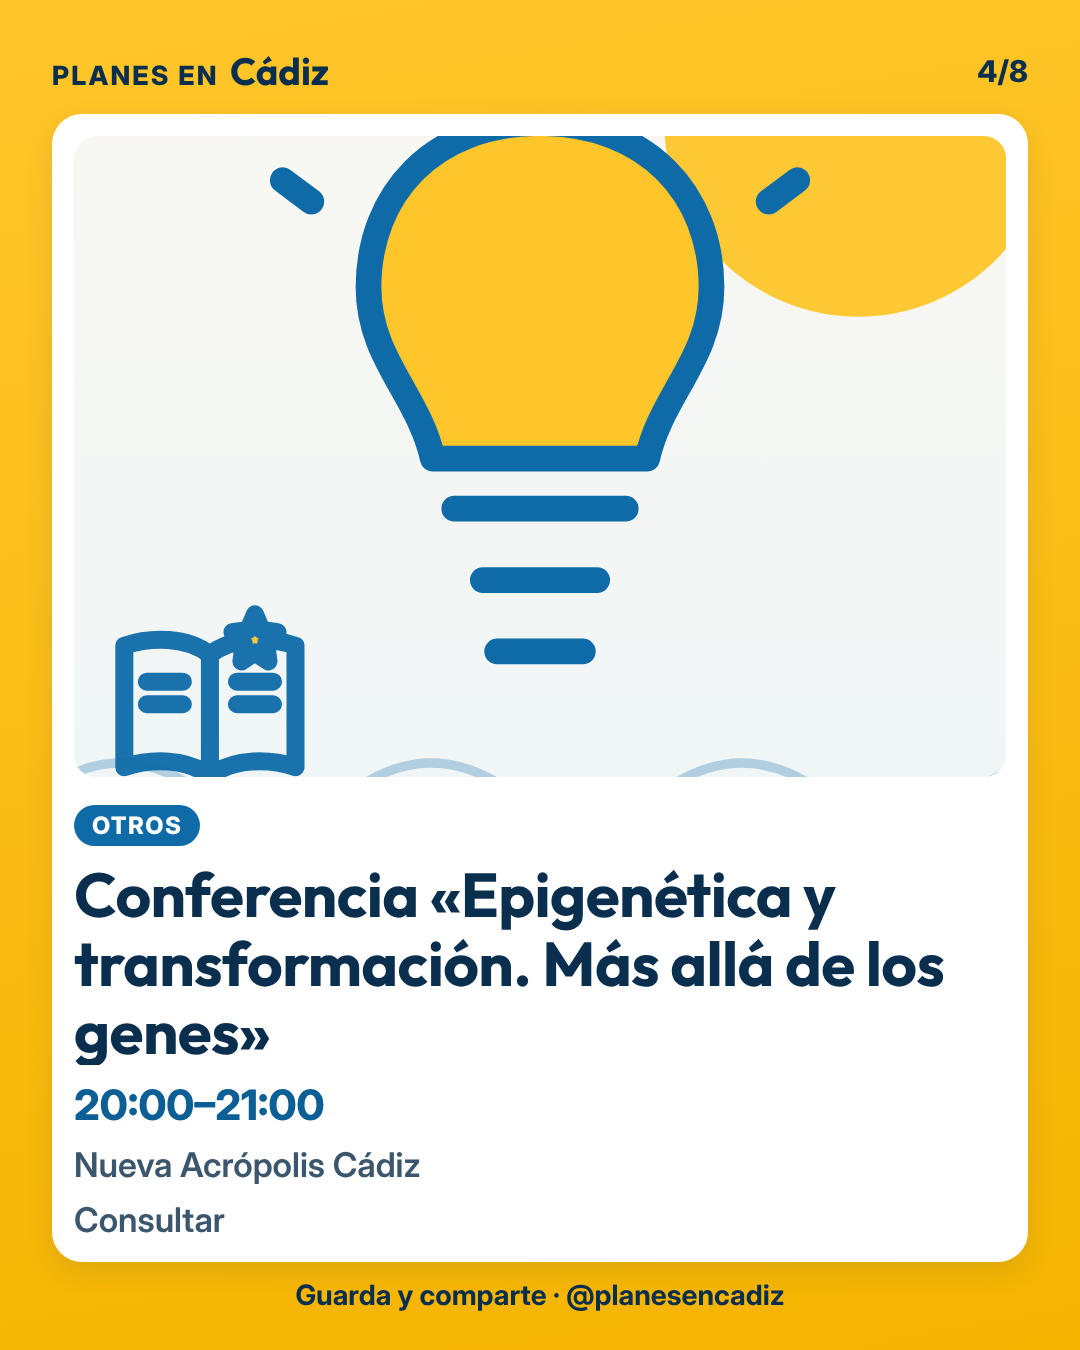 PLANES EN Cádiz
4/8
OTROS
Conferencia «Epigenética y
transformación. Más allá de los
genes»
20:00–21:00
Nueva Acrópolis Cádiz
Consultar
Guarda y comparte · @planesencadiz